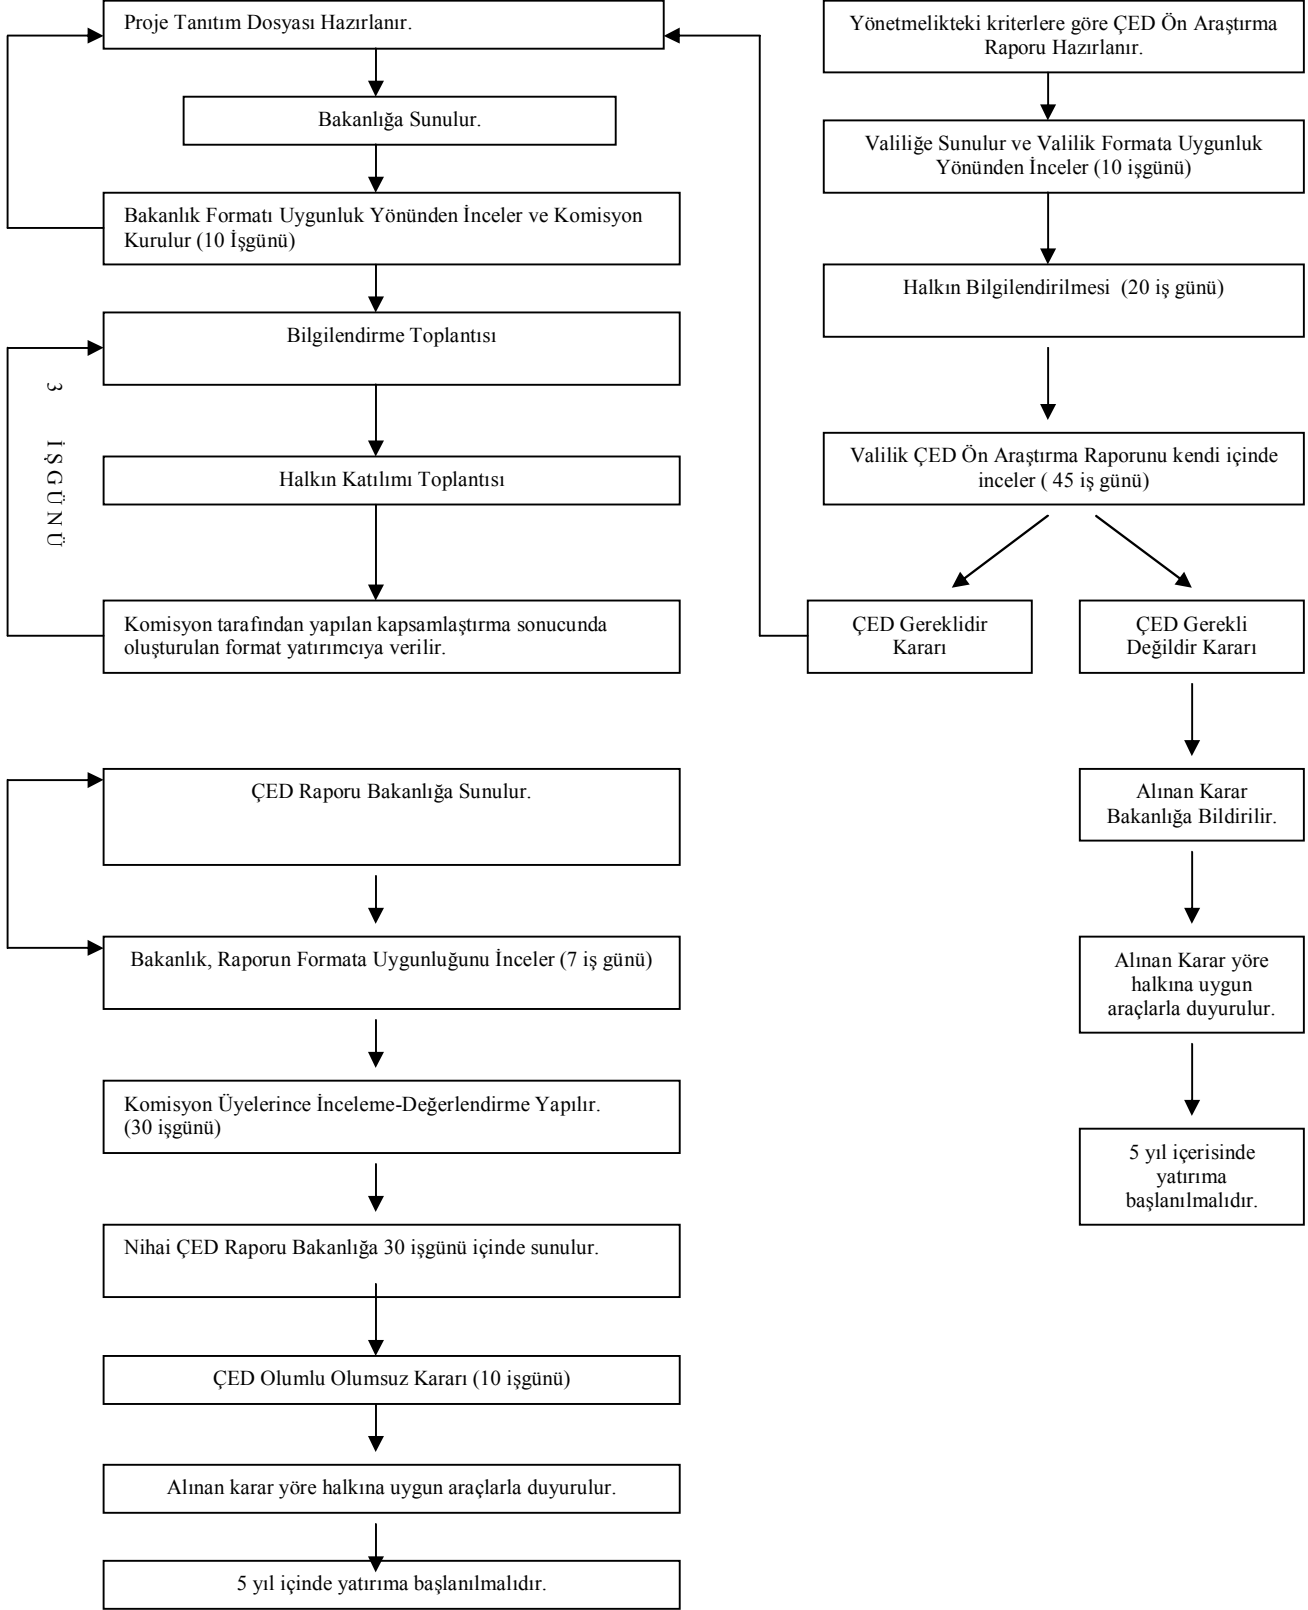 Proje Tanıtım Dosyası Hazırlanır.
Bakanlığa Sunulur.
Bakanlık Formatı Uygunluk Yönünden İnceler ve Komisyon
Kurulur (10 İşgünü)
Bilgilendirme Toplantısı
3 İŞGÜNÜ
Halkın Katılımı Toplantısı
Komisyon tarafından yapılan kapsamlaştırma sonucunda
oluşturulan format yatırımcıya verilir.
ÇED Raporu Bakanlığa Sunulur.
Bakanlık, Raporun Formata Uygunluğunu İnceler (7 iş günü)
Komisyon Üyelerince İnceleme-Değerlendirme Yapılır.
(30 işgünü)
Nihai ÇED Raporu Bakanlığa 30 işgünü içinde sunulur.
ÇED Olumlu Olumsuz Kararı (10 işgünü)
Alınan karar yöre halkına uygun araçlarla duyurulur.
5 yıl içinde yatırıma başlanılmalıdır.
Yönetmelikteki kriterlere göre ÇED Ön Araştırma
Raporu Hazırlanır.
Valiliğe Sunulur ve Valilik Formata Uygunluk
Yönünden İnceler (10 işgünü)
Halkın Bilgilendirilmesi (20 iş günü)
Valilik ÇED Ön Araştırma Raporunu kendi içinde
inceler ( 45 iş günü)
ÇED Gereklidir
Kararı
ÇED Gerekli
Değildir Kararı
Alınan Karar
Bakanlığa Bildirilir.
Alınan Karar yöre
halkına uygun
araçlarla duyurulur.
5 yıl içerisinde
yatırıma
başlanılmalıdır.